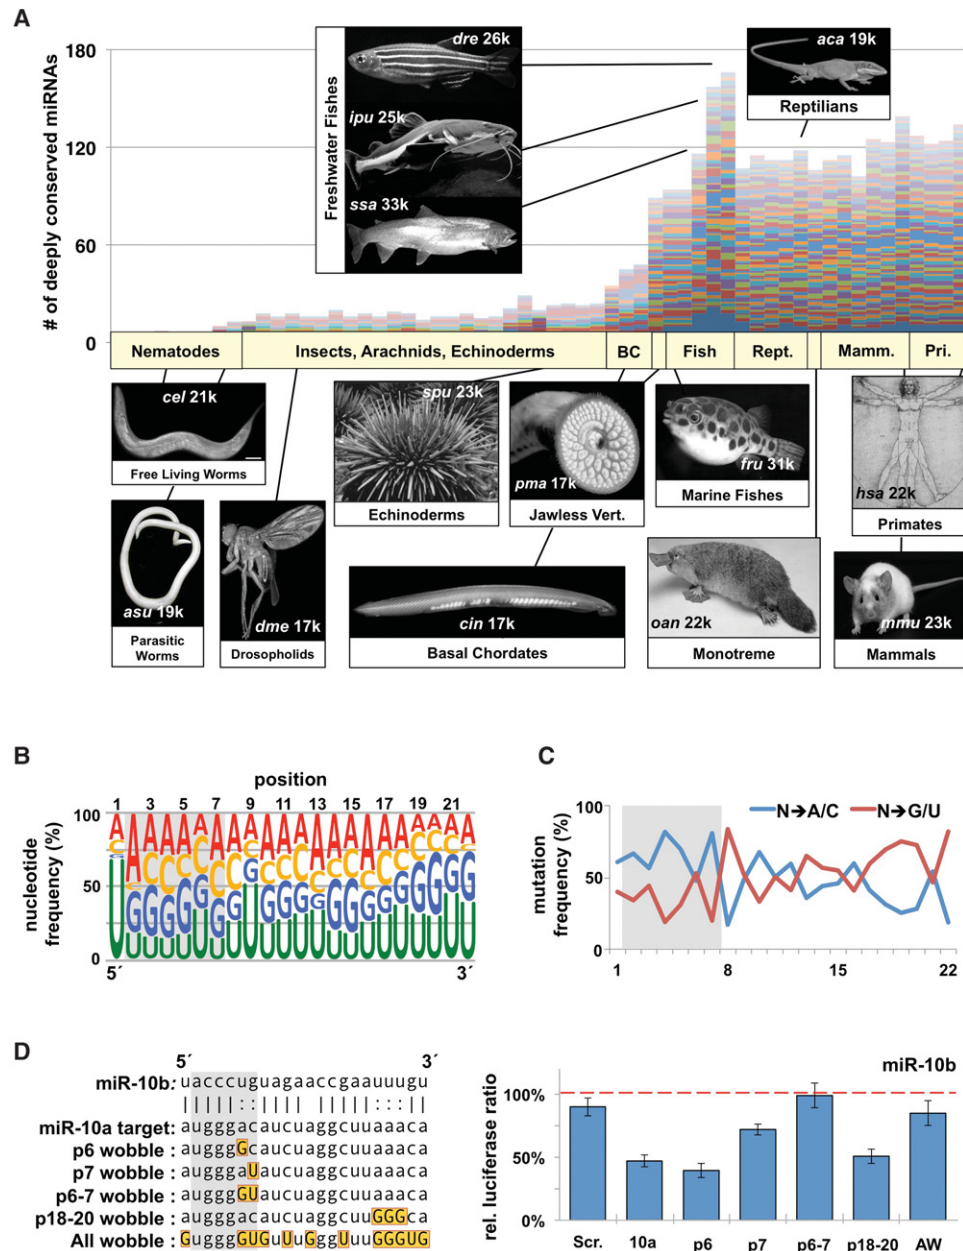 A
# of deeply conserved miRNAs
180
120
60
0
Freshwater Fishes
dre 26k
ipu 25k
ssa 33k
aca 19k
Reptilians
Nematodes
Insects, Arachnids, Echinoderms
BC
Fish
Rept.
Mamm.
Pri.
cel 21k
Free Living Worms
asu 19k
Parasitic
Worms
dme 17k
Drosopholids
spu 23k
Echinoderms
pma 17k
Jawless Vert.
cin 17k
Basal Chordates
fru 31k
Marine Fishes
oan 22k
Monotreme
hsa 22k
Primates
mmu 23k
Mammals
B
position
1 3 5 7 9 11 13 15 17 19 21
nucleotide
frequency (%)
100
50
0
5´ 3´
C
N➔A/C N➔G/U
mutation
frequency (%)
100
50
0
1 8 15 22
D
5´ 3´
miR-10b: uacccuguagaaccgaauuugu
miR-10a target: augggacaucuaggcuuaaaca
p6 wobble : augggGcaucuaggcuuaaaca
p7 wobble : augggaUaucuaggcuuaaaca
p6-7 wobble : augggGUaucuaggcuuaaaca
p18-20 wobble : augggacaucuaggcuuGGGca
All wobble : GugggGUGuUuGggUuuGGGUG
miR-10b
rel. luciferase ratio
100%
50%
0%
Scr. 10a p6 p7 p6-7 p18-20 AW